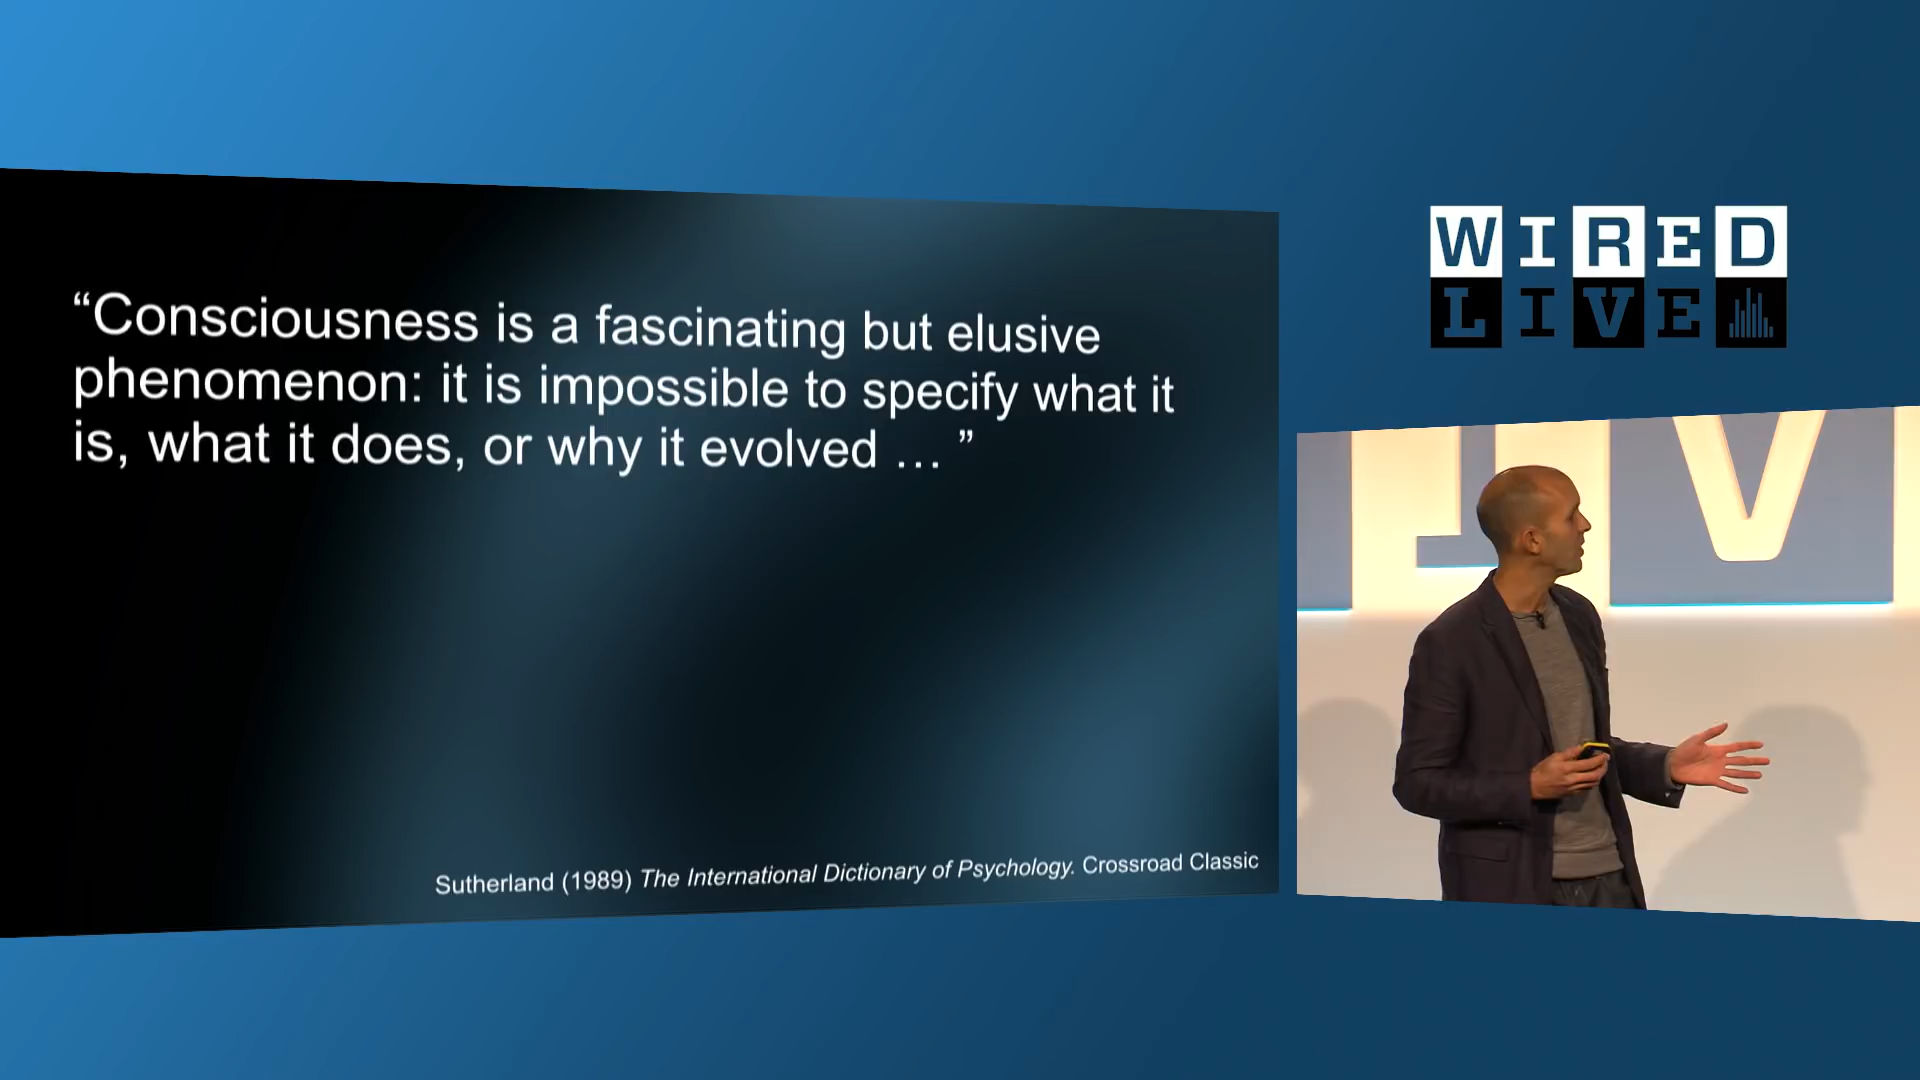 “Consciousness is a fascinating but elusive
phenomenon: it is impossible to specify what it
is, what it does, or why it evolved … ”
Sutherland (1989) The International Dictionary of Psychology. Crossroad Classic
WIRED
LIVE
IV